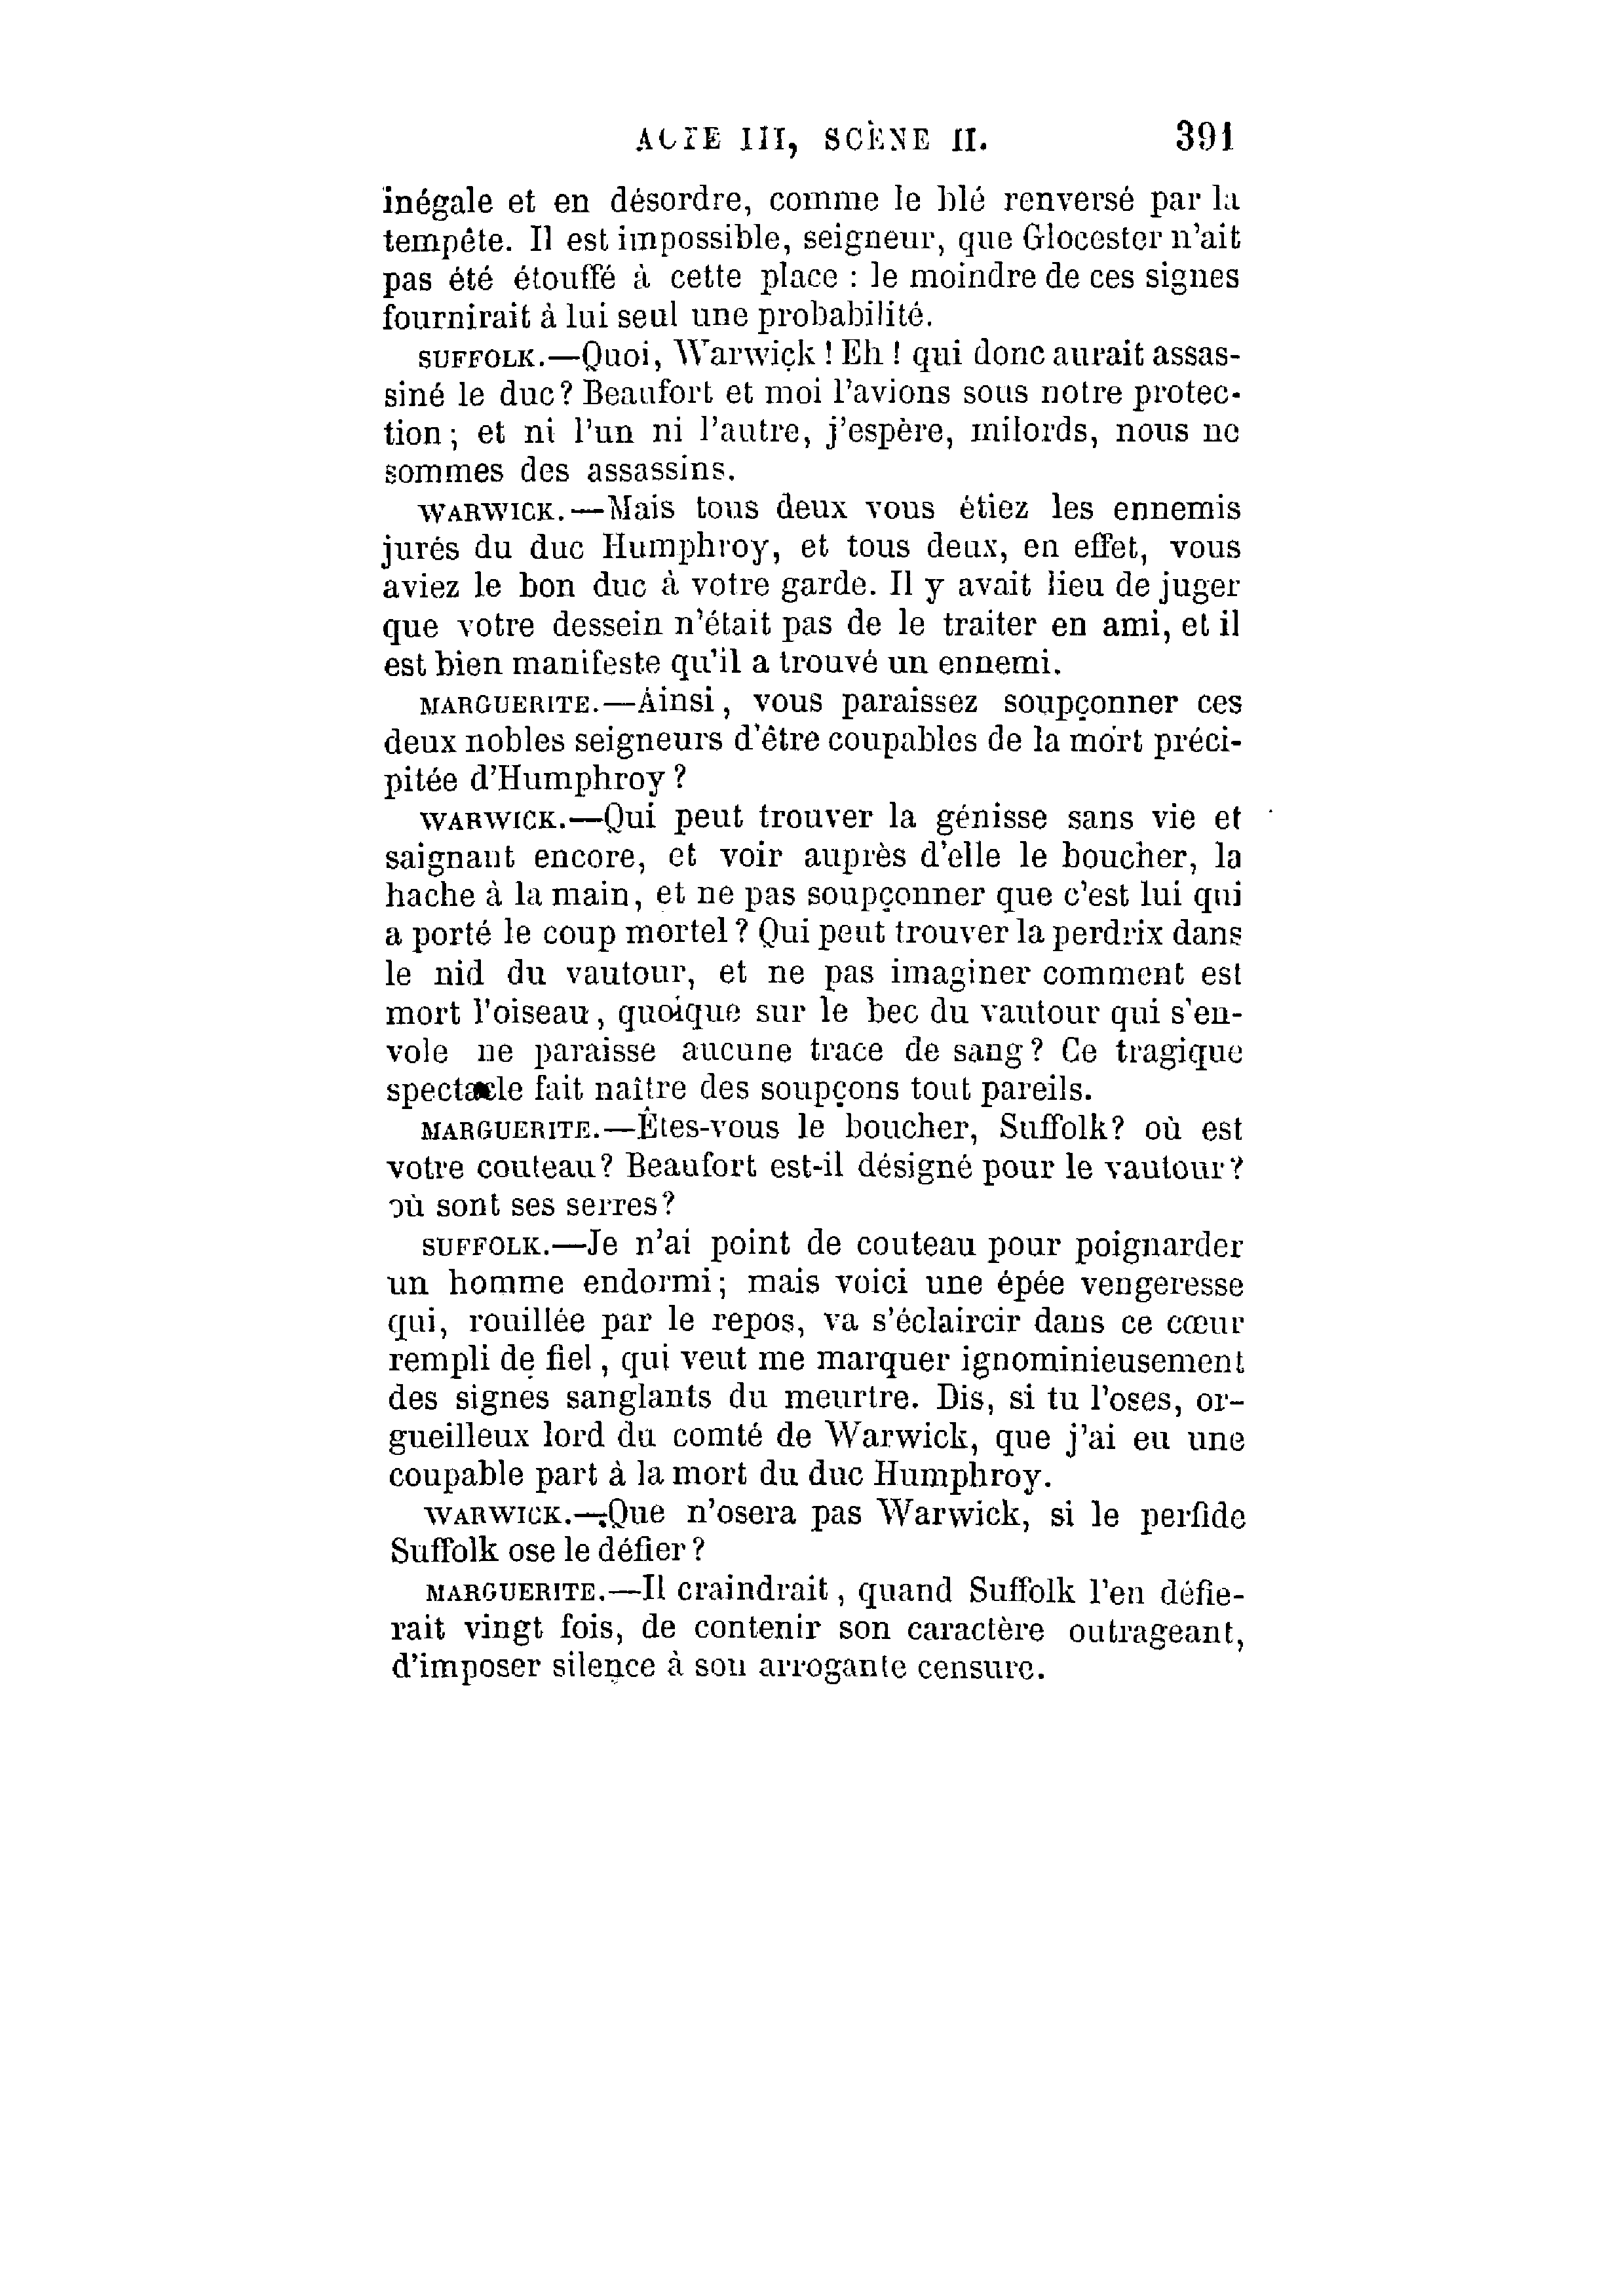 ACTE III, SCÈNE II. 391
inégale et en désordre, comme le blé renversé par la
tempête. Il est impossible, seigneur, que Glocester n'ait
pas été étouffé à cette place : le moindre de ces signes
fournirait à lui seul une probabilité.
SUFFOLK.—Quoi, Warwick ! Eh ! qui donc aurait assas-
siné le duc? Beaufort et moi l'avions sous notre protec-
tion; et ni l'un ni l'autre, j'espère, milords, nous ne
sommes des assassins.
WARWICK.—Mais tous deux vous étiez les ennemis
jurés du duc Humphroy, et tous deux, en effet, vous
aviez le bon duc à votre garde. Il y avait lieu de juger
que votre dessein n'était pas de le traiter en ami, et il
est bien manifeste qu'il a trouvé un ennemi.
MARGUERITE.—Ainsi, vous paraissez soupçonner ces
deux nobles seigneurs d'être coupables de la mort préci-
pitée d'Humphroy ?
WARWICK.—Qui peut trouver la génisse sans vie et
saignant encore, et voir auprès d'elle le boucher, la
hache à la main, et ne pas soupçonner que c'est lui qui
a porté le coup mortel ? Qui peut trouver la perdrix dans
le nid du vautour, et ne pas imaginer comment est
mort l'oiseau, quoique sur le bec du vautour qui s'en-
vole ne paraisse aucune trace de sang? Ce tragique
spectacle fait naître des soupçons tout pareils.
MARGUERITE.—Êtes-vous le boucher, Suffolk? où est
votre couteau? Beaufort est-il désigné pour le vautour?
où sont ses serres?
SUFFOLK.—Je n'ai point de couteau pour poignarder
un homme endormi; mais voici une épée vengeresse
qui, rouillée par le repos, va s'éclaircir dans ce cœur
rempli de fiel, qui veut me marquer ignominieusement
des signes sanglants du meurtre. Dis, si tu l'oses, or-
gueilleux lord du comté de Warwick, que j'ai eu une
coupable part à la mort du duc Humphroy.
WARWICK.—Que n'osera pas Warwick, si le perfide
Suffolk ose le défier ?
MARGUERITE.—Il craindrait, quand Suffolk l'en défie-
rait vingt fois, de contenir son caractère outrageant,
d'imposer silence à son arrogante censure.